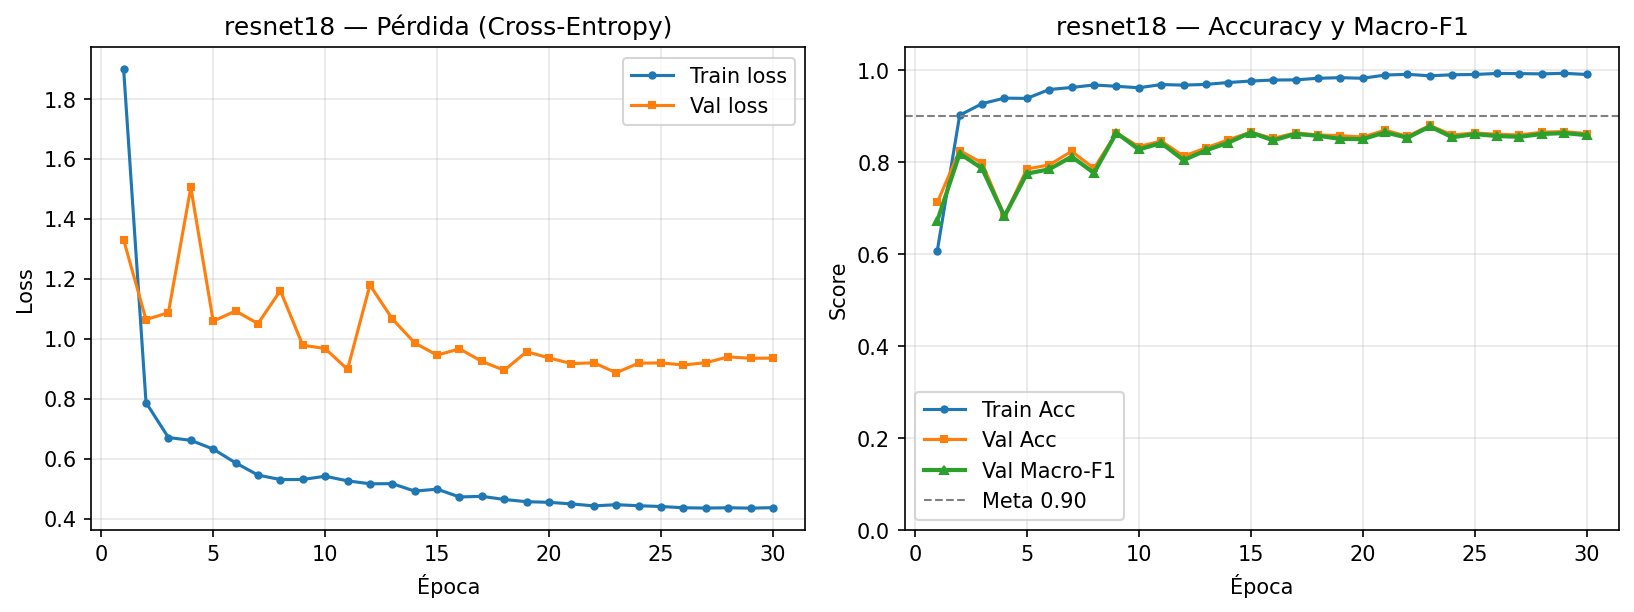 resnet18 — Pérdida (Cross-Entropy)
Train loss
Val loss
Loss
1.8
1.6
1.4
1.2
1.0
0.8
0.6
0.4
0 5 10 15 20 25 30
Época
resnet18 — Accuracy y Macro-F1
Score
1.0
0.8
0.6
0.4
0.2
0.0
Train Acc
Val Acc
Val Macro-F1
Meta 0.90
0 5 10 15 20 25 30
Época